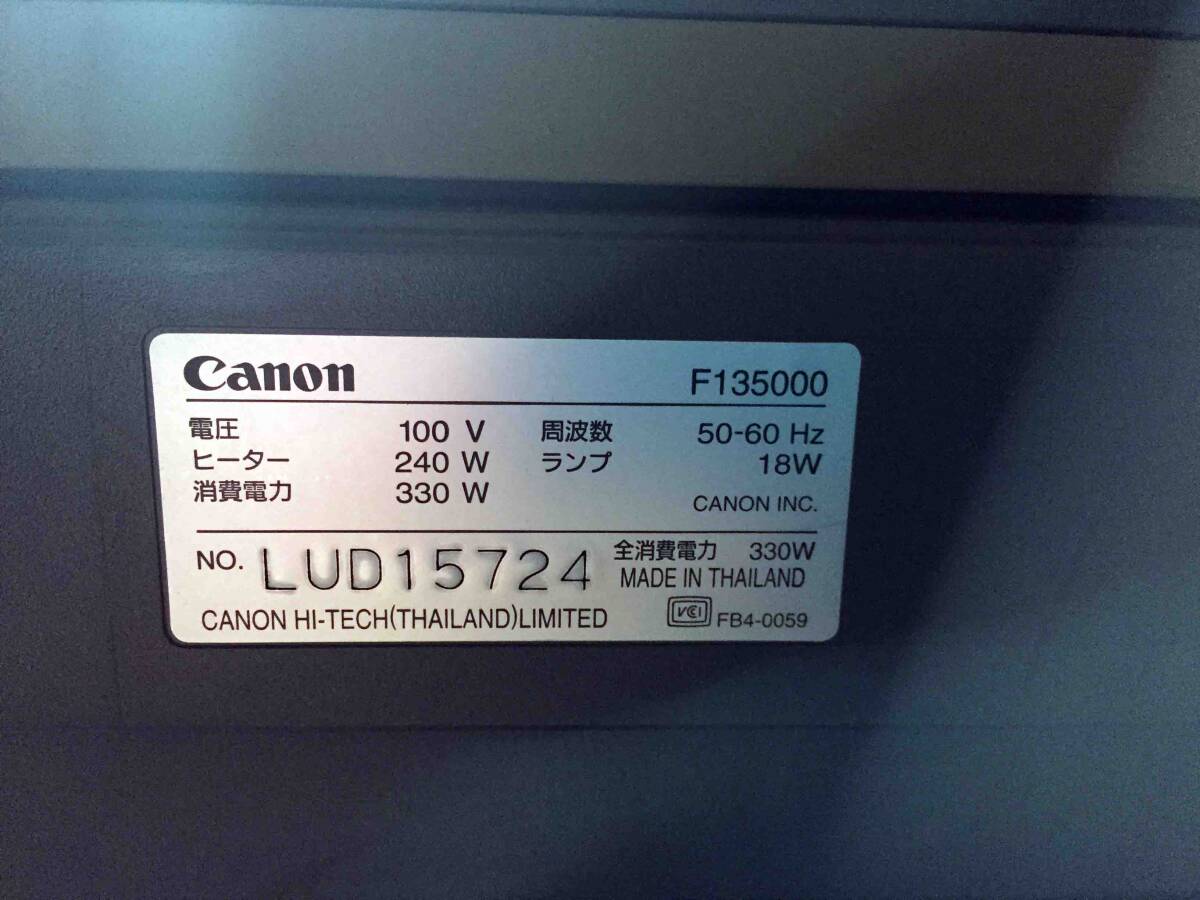 Canon F135000
電圧 100 V 周波数 50-60 Hz
ヒーター 240 W ランプ 18W
消費電力 330 W
CANON INC.
NO. LUD15724 全消費電力 330W
MADE IN THAILAND
CANON HI-TECH(THAILAND)LIMITED VCCI FB4-0059